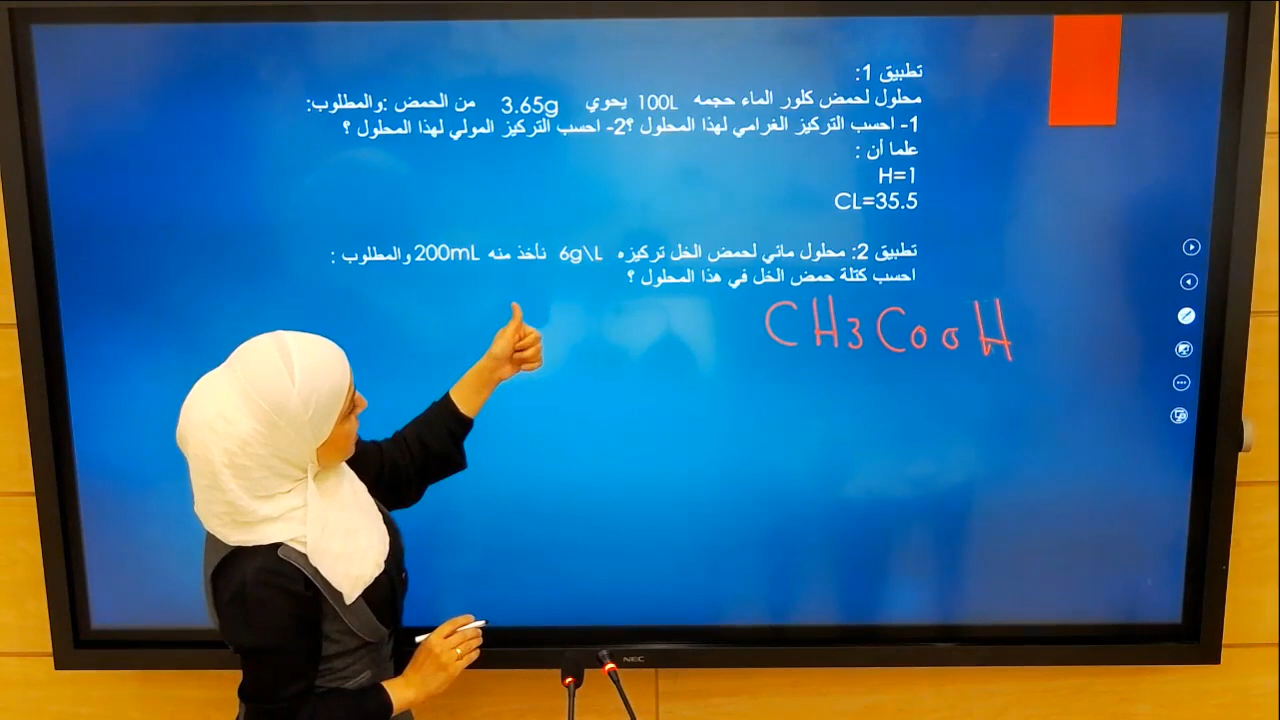 تطبيق 1:
محلول لحمض كلور الماء حجمه 100L يحوي 3.65g من الحمض :والمطلوب:
1- احسب التركيز الغرامي لهذا المحلول ؟2- احسب التركيز المولي لهذا المحلول ؟
علما أن :
H=1
CL=35.5
تطبيق 2: محلول مائي لحمض الخل تركيزه 6g\L نأخذ منه 200mL والمطلوب :
احسب كتلة حمض الخل في هذا المحلول ؟
CH3COOH
NEC